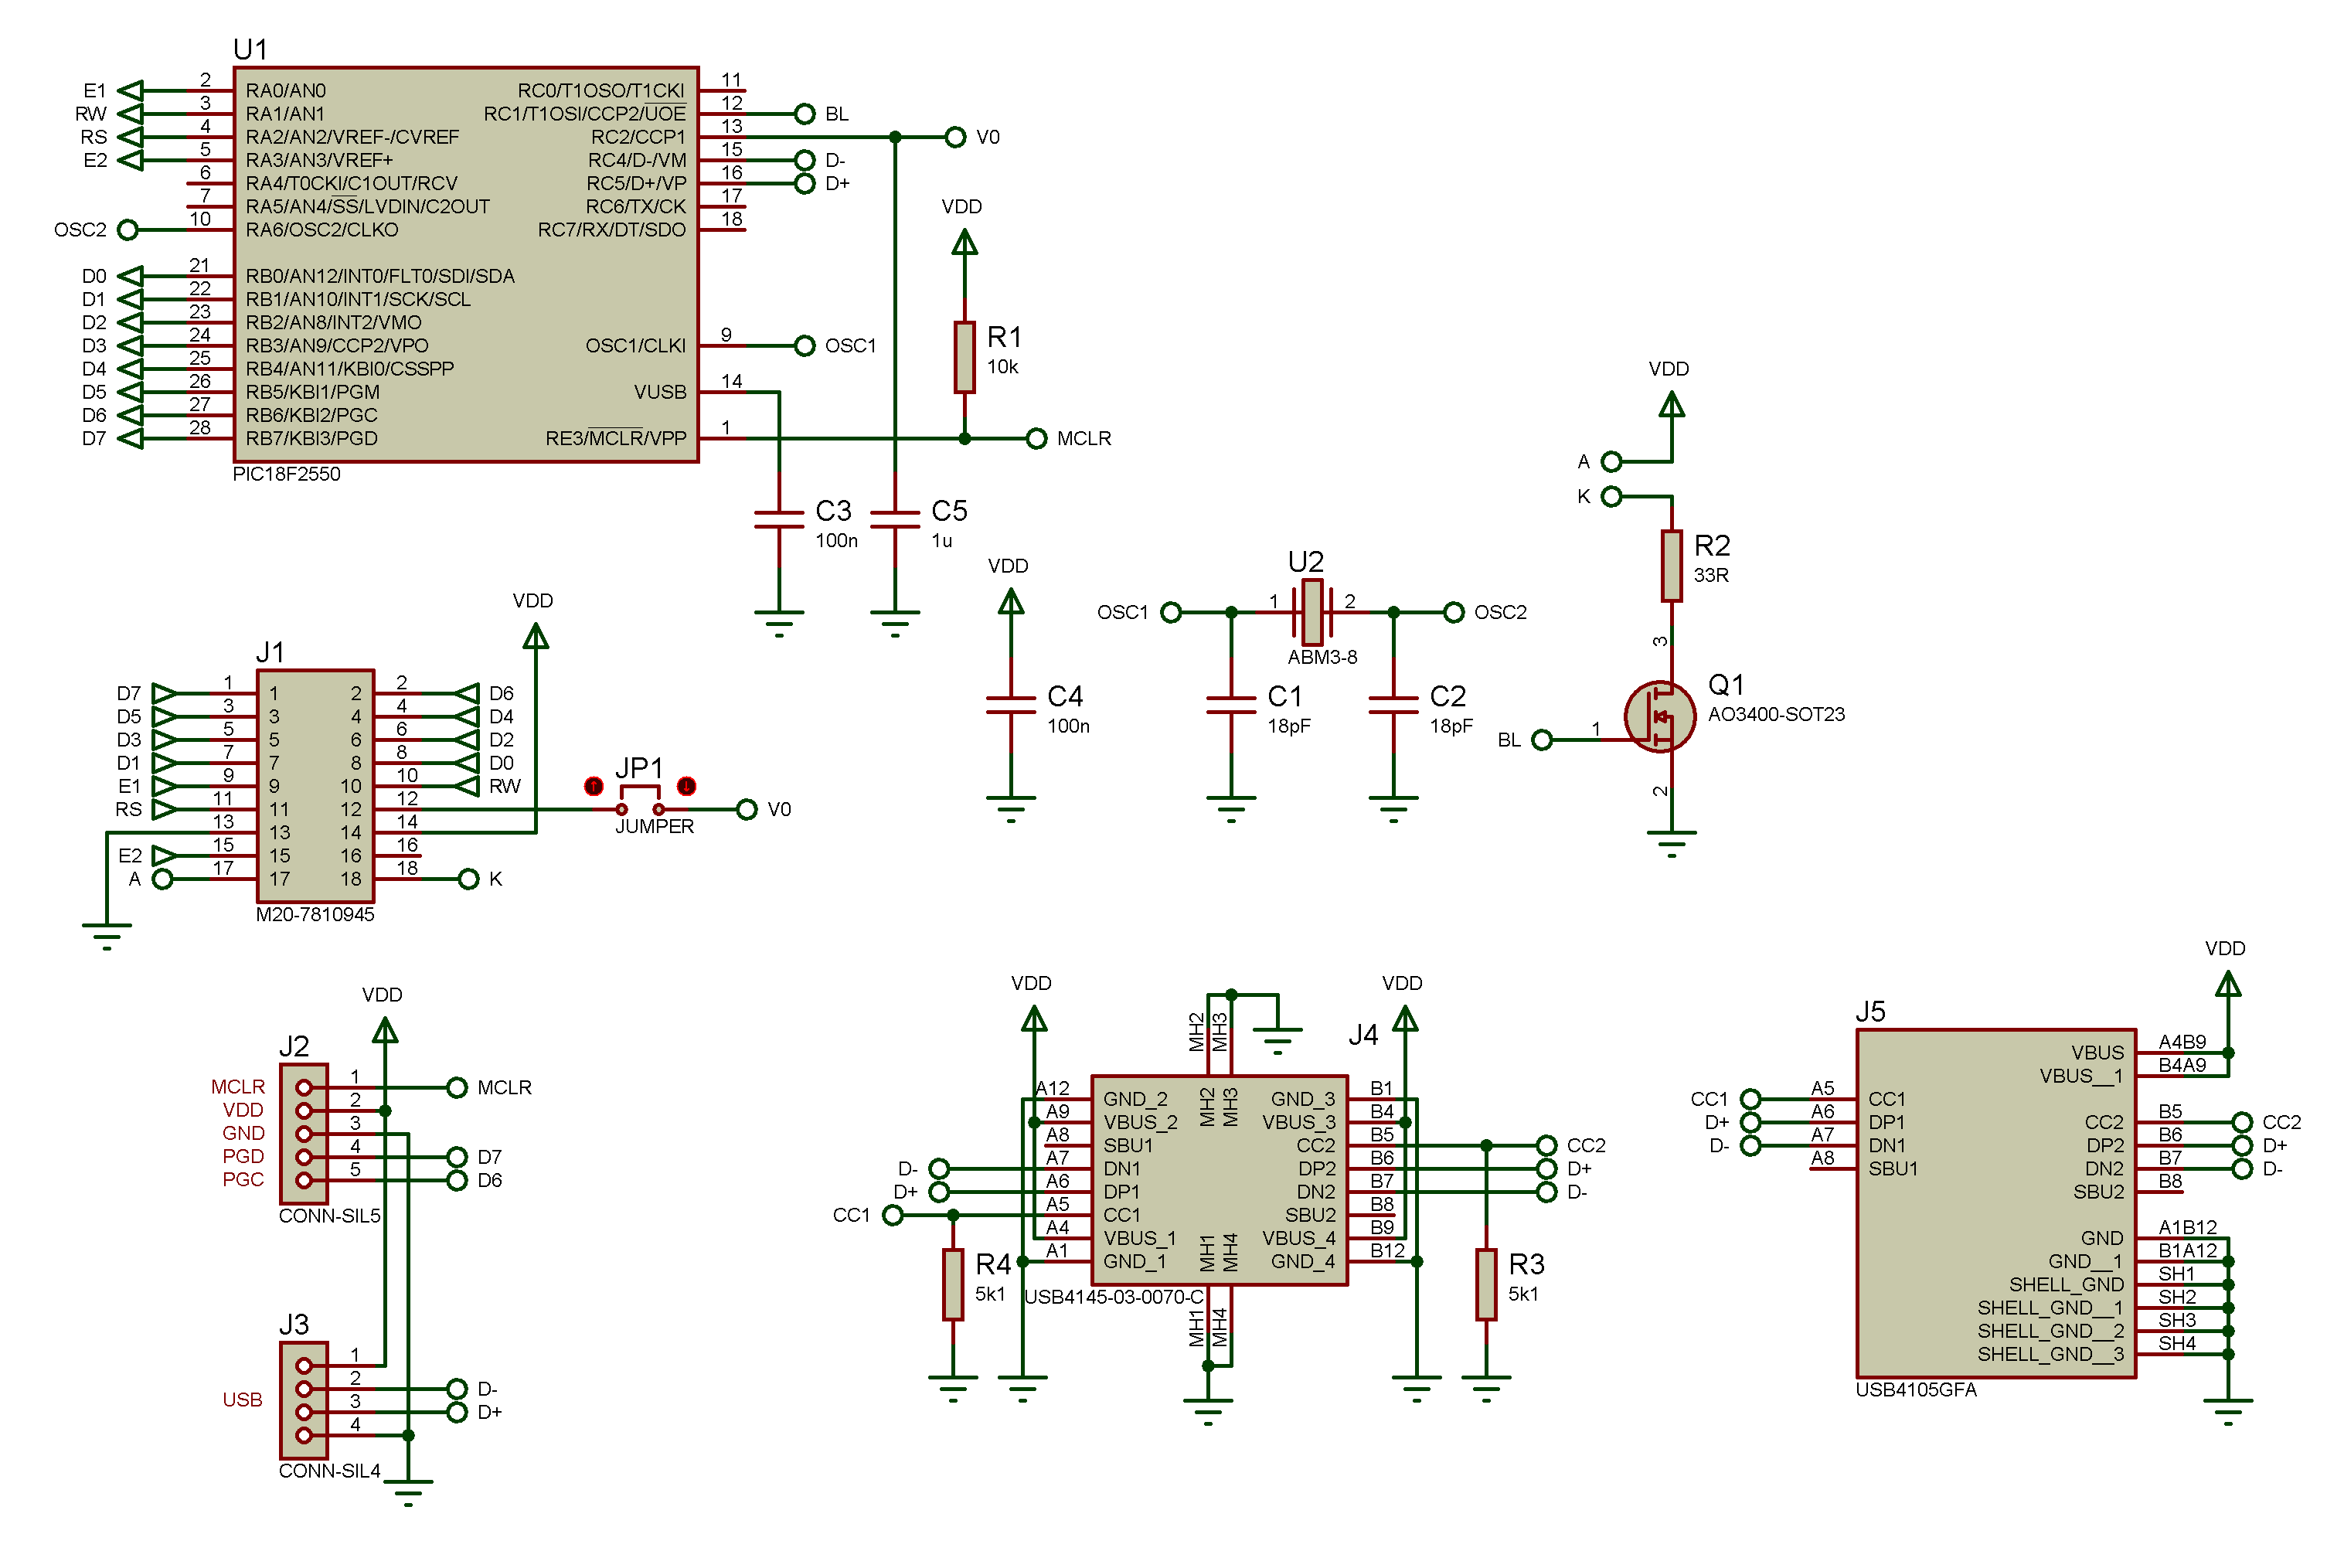 U1
E1 2 RA0/AN0 RC0/T1OSO/T1CKI 11
RW 3 RA1/AN1 RC1/T1OSI/CCP2/UOE 12 BL
RS 4 RA2/AN2/VREF-/CVREF RC2/CCP1 13 V0
E2 5 RA3/AN3/VREF+ RC4/D-/VM 15 D-
6 RA4/T0CKI/C1OUT/RCV RC5/D+/VP 16 D+
7 RA5/AN4/SS/LVDIN/C2OUT RC6/TX/CK 17
OSC2 10 RA6/OSC2/CLKO RC7/RX/DT/SDO 18
D0 21 RB0/AN12/INT0/FLT0/SDI/SDA
D1 22 RB1/AN10/INT1/SCK/SCL
D2 23 RB2/AN8/INT2/VMO
D3 24 RB3/AN9/CCP2/VPO OSC1/CLKI 9 OSC1
D4 25 RB4/AN11/KBI0/CSSPP
D5 26 RB5/KBI1/PGM VUSB 14
D6 27 RB6/KBI2/PGC
D7 28 RB7/KBI3/PGD RE3/MCLR/VPP 1 MCLR
PIC18F2550
VDD
R1
10k
C3
100n
C5
1u
VDD
C4
100n
U2
OSC1 1 2 OSC2
ABM3-8
C1
18pF
C2
18pF
VDD
A
K
R2
33R
3
Q1
AO3400-SOT23
BL 1
2
VDD
J1
D7 1 1 2 2 D6
D5 3 3 4 4 D4
D3 5 5 6 6 D2
D1 7 7 8 8 D0
E1 9 9 10 10 RW
RS 11 11 12 12
13 13 14 14
E2 15 15 16 16
A 17 17 18 18 K
M20-7810945
JP1
JUMPER
V0
VDD
J2
MCLR 1 MCLR
VDD 2
GND 3
PGD 4 D7
PGC 5 D6
CONN-SIL5
J3
1
2 D-
USB
3 D+
4
CONN-SIL4
VDD
VDD
J4
MH2 MH3
MH2 MH3
A12 GND_2 GND_3 B1
A9 VBUS_2 VBUS_3 B4
A8 SBU1 CC2 B5 CC2
D- A7 DN1 DP2 B6 D+
D+ A6 DP1 DN2 B7 D-
CC1 A5 CC1 SBU2 B8
A4 VBUS_1 VBUS_4 B9
A1 GND_1 GND_4 B12
MH1 MH4
MH1 MH4
USB4145-03-0070-C
R4
5k1
R3
5k1
VDD
J5
VBUS A4B9
VBUS__1 B4A9
CC1 A5 CC1
D+ A6 DP1 CC2 B5 CC2
D- A7 DN1 DP2 B6 D+
A8 SBU1 DN2 B7 D-
SBU2 B8
GND A1B12
GND__1 B1A12
SHELL_GND SH1
SHELL_GND__1 SH2
SHELL_GND__2 SH3
SHELL_GND__3 SH4
USB4105GFA